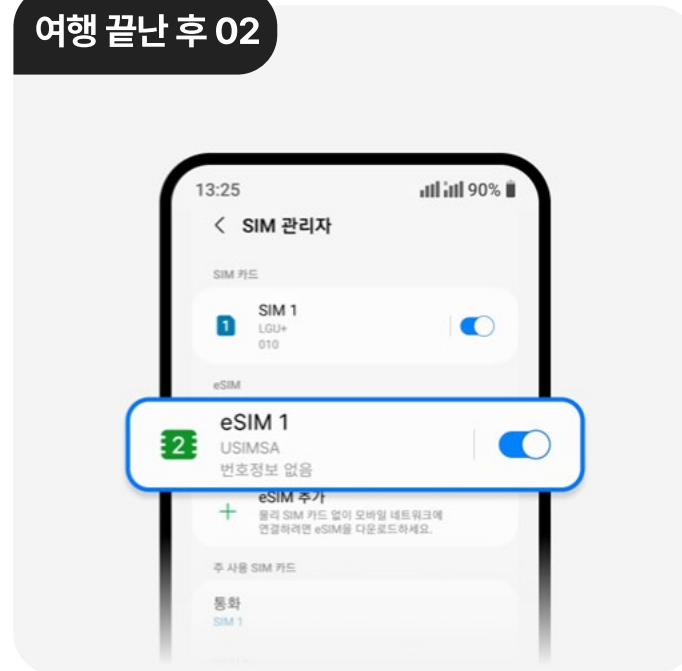 여행 끝난 후 02
13:25
90%
SIM 관리자
SIM 카드
1
SIM 1
LGU+
010
eSIM
2
eSIM 1
USIMSA
번호정보 없음
eSIM 추가
물리 SIM 카드 없이 모바일 네트워크에
연결하려면 eSIM을 다운로드하세요.
주 사용 SIM 카드
통화
SIM 1